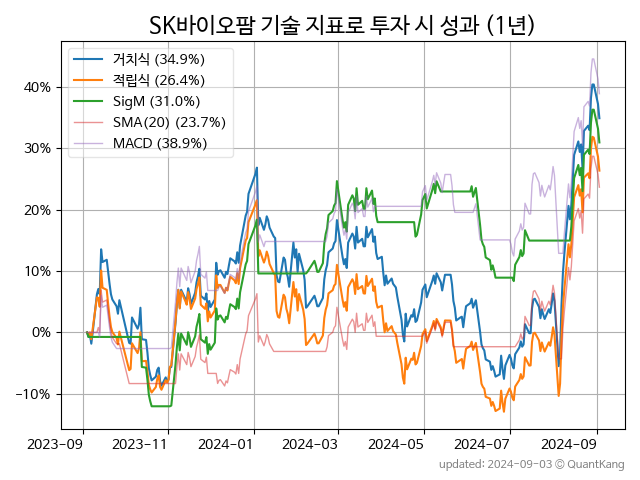 SK바이오팜 기술 지표로 투자 시 성과 (1년)
거치식 (34.9%)
적립식 (26.4%)
SigM (31.0%)
SMA(20) (23.7%)
MACD (38.9%)
40%
30%
20%
10%
0%
−10%
2023-09 2023-11 2024-01 2024-03 2024-05 2024-07 2024-09
updated: 2024-09-03 @ QuantKang